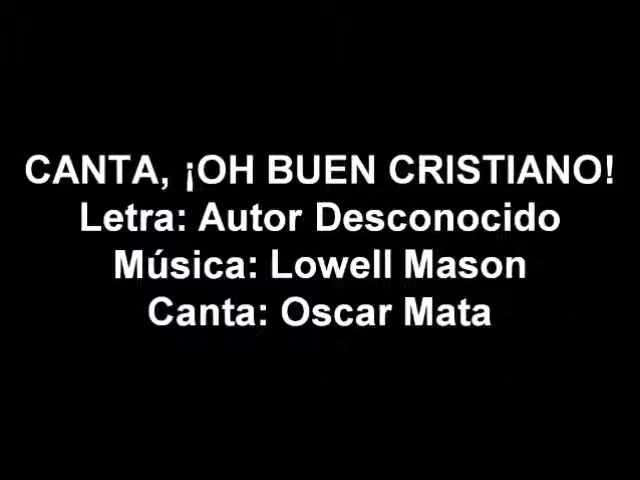 CANTA, ¡OH BUEN CRISTIANO!
Letra: Autor Desconocido
Música: Lowell Mason
Canta: Oscar Mata